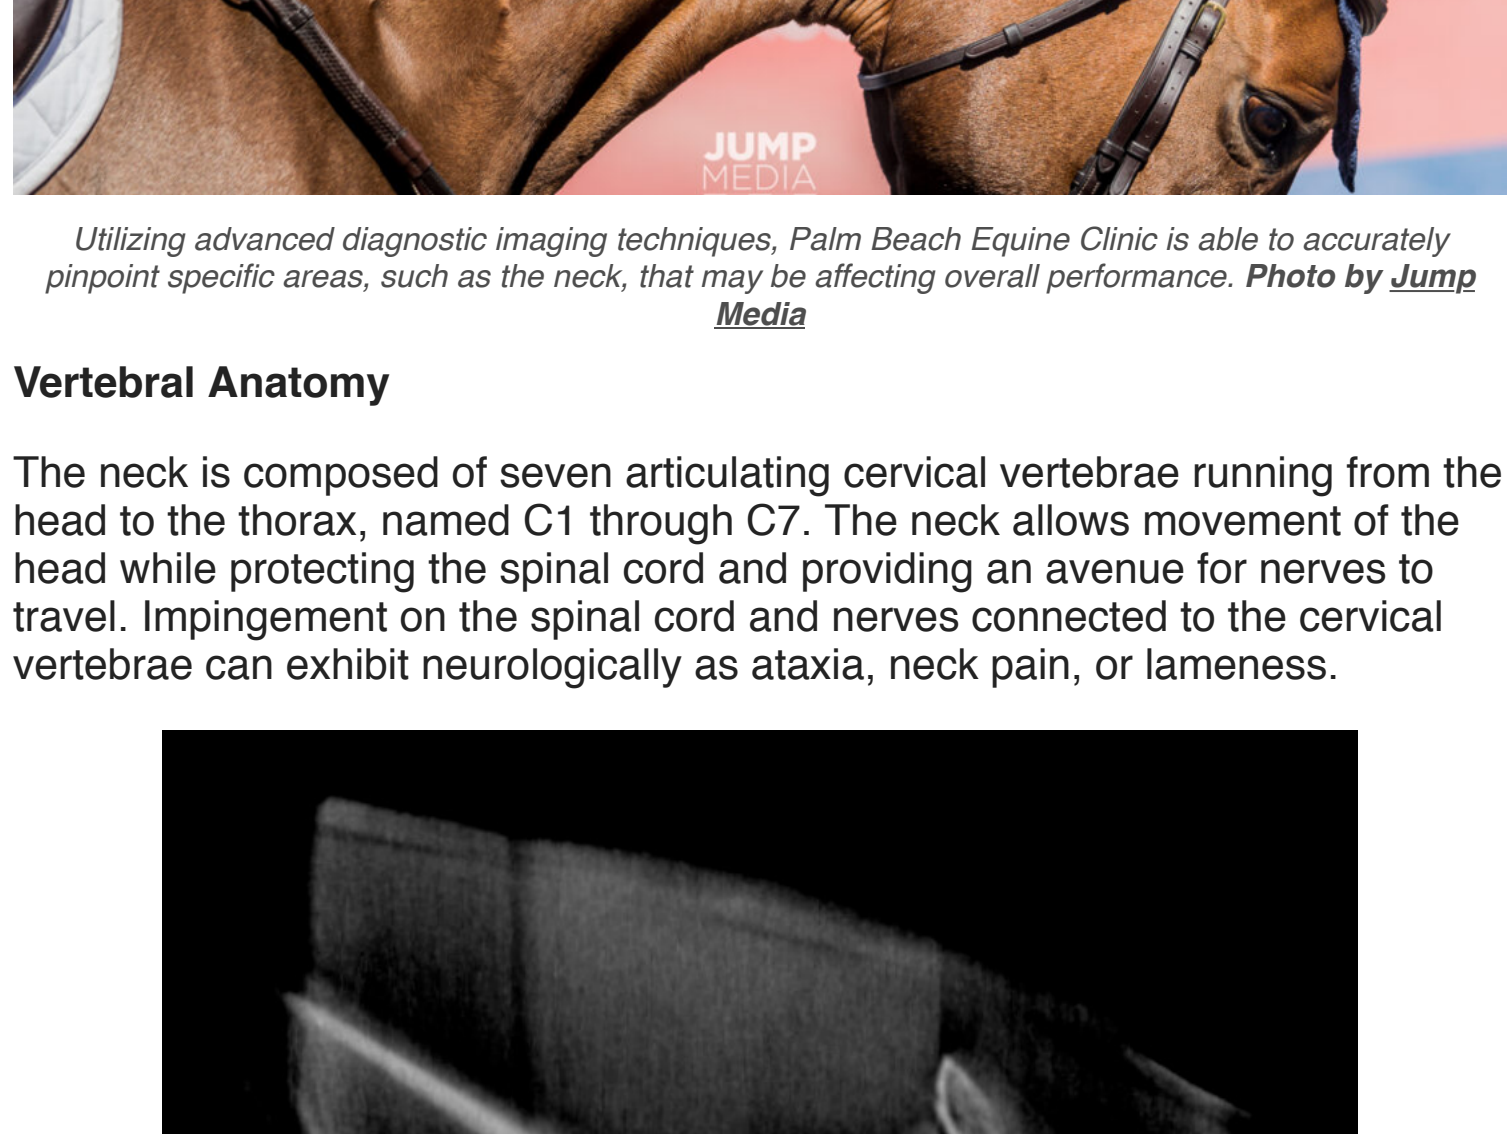 JUMP
MEDIA
Utilizing advanced diagnostic imaging techniques, Palm Beach Equine Clinic is able to accurately
pinpoint specific areas, such as the neck, that may be affecting overall performance. Photo by Jump
Media
Vertebral Anatomy
The neck is composed of seven articulating cervical vertebrae running from the
head to the thorax, named C1 through C7. The neck allows movement of the
head while protecting the spinal cord and providing an avenue for nerves to
travel. Impingement on the spinal cord and nerves connected to the cervical
vertebrae can exhibit neurologically as ataxia, neck pain, or lameness.